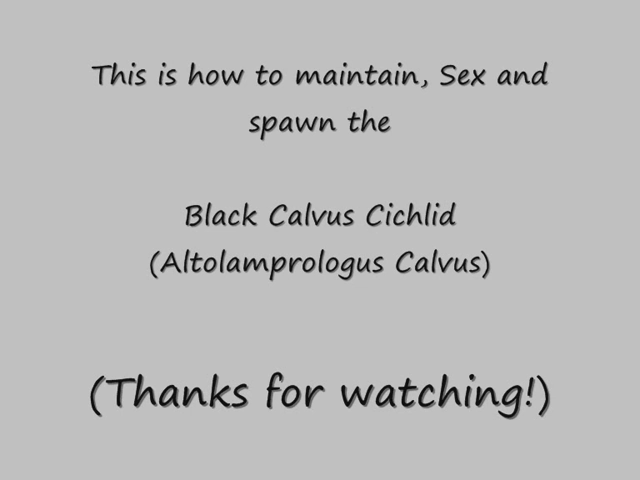 This is how to maintain, Sex and
spawn the
Black Calvus Cichlid
(Altolamprologus Calvus)
(Thanks for watching!)